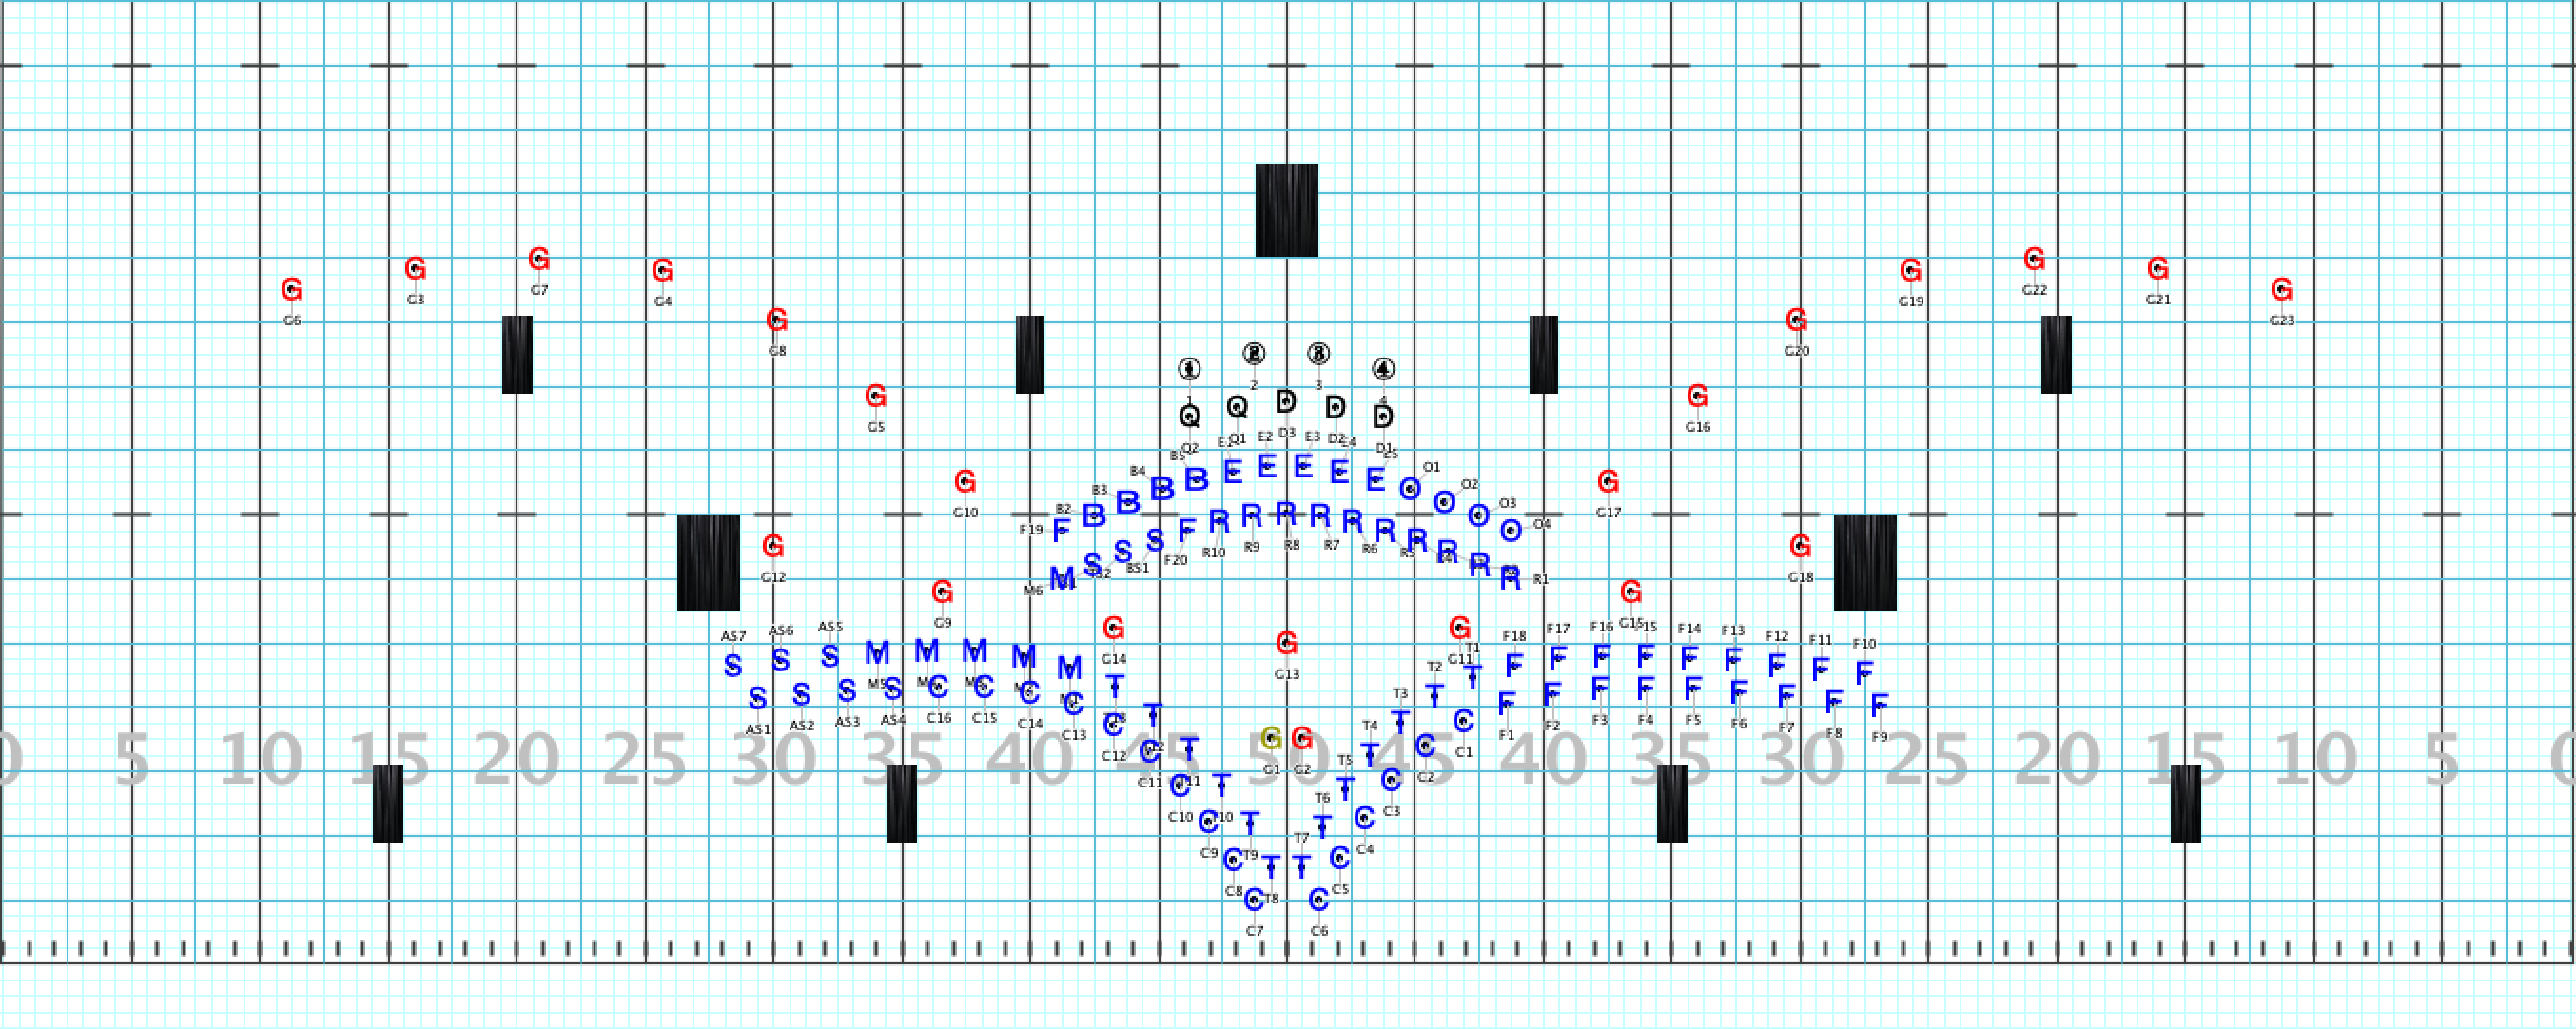 G G G G G G G G
G6 G3 G7 G4 G19 G22 G21 G23
G G
G8 G20
1 2 3 4
1 2 3 4
G Q Q D D D G
G5 Q2 Q1 D3 D2 D1 G16
E1 E2 E3 E4 E5
B5 B4 B3 B2 O1 O2 O3 O4
G B B B B E E E E E O O O O G
G10 G17
F19 F S S S F R R R R R R R R R R
M6 M BS2 BS1 F20 R10 R9 R8 R7 R6 R5 R1
G G
G12 G18
G G
G9 G15
G G G
G14 G13 G11
AS7 AS6 AS5 T1 F18 F17 F16 F15 F14 F13 F12 F11 F10
S S S M M M M M T T F F F F F F F F F
S S S S C C C C T T C F F F F F F F F F
AS1 AS2 AS3 AS4 C16 C15 C14 C13 C12 T2 T3 C1 F1 F2 F3 F4 F5 F6 F7 F8 F9
G G
G1 G2
0 5 10 15 20 25 30 35 40 45 50 45 40 35 30 25 20 15 10 5 0
C T T C
C11 T11 T4 C2
C T T C
C10 T10 T5 C3
C T T C
C9 T9 T6 C4
C T T C
C8 T8 T7 C5
C C
C7 C6